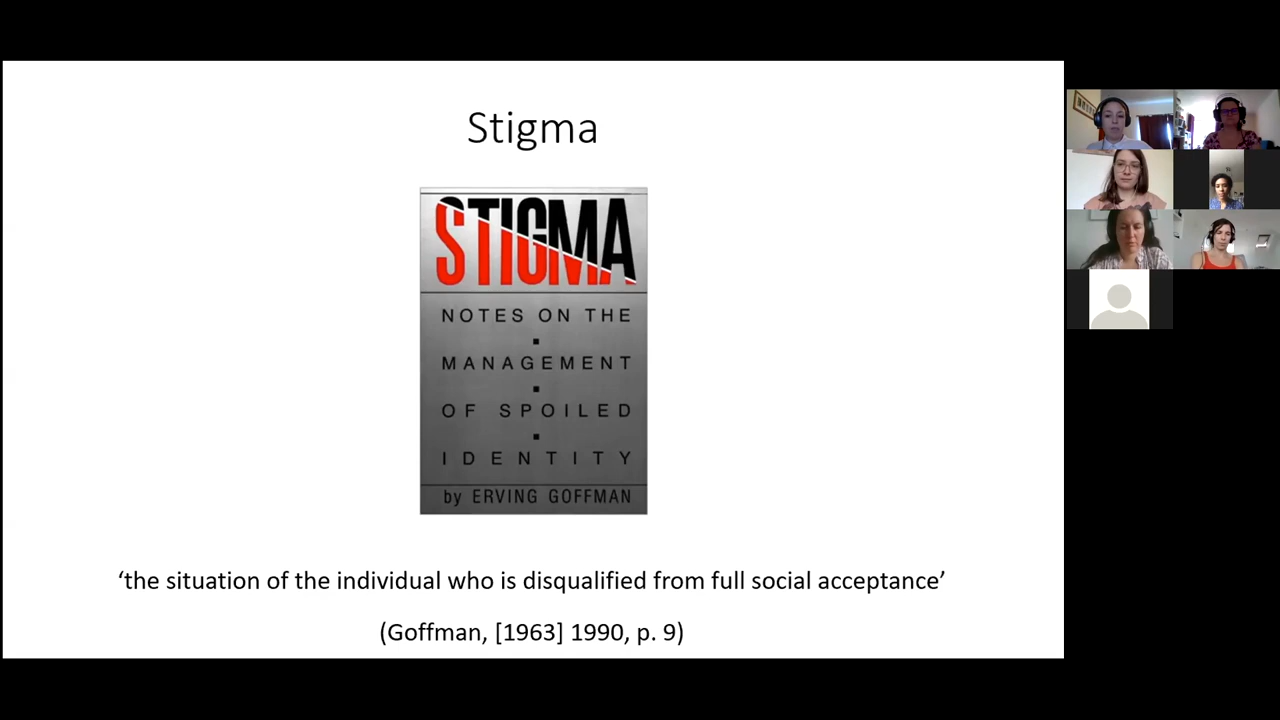 Stigma
STIGMA
NOTES ON THE
MANAGEMENT
OF SPOILED
IDENTITY
by ERVING GOFFMAN
‘the situation of the individual who is disqualified from full social acceptance’
(Goffman, [1963] 1990, p. 9)